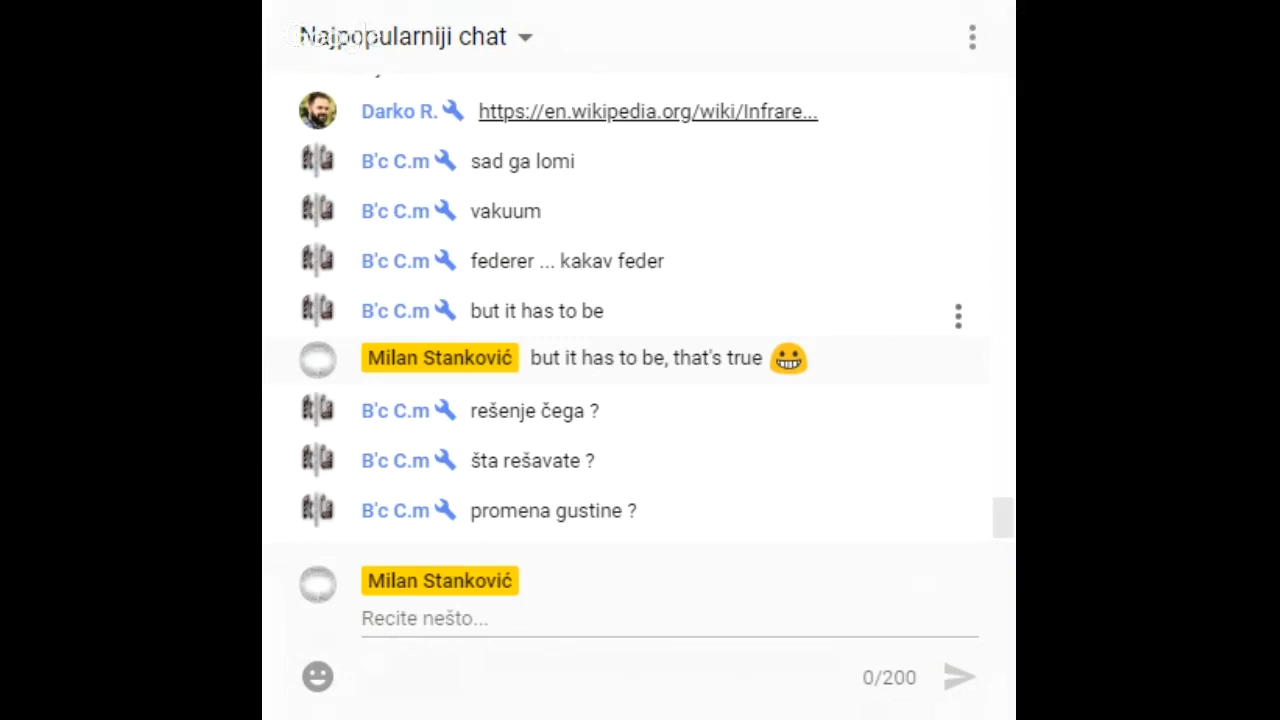 Najpopularniji chat
Darko R. https://en.wikipedia.org/wiki/Infrare...
B'c C.m sad ga lomi
B'c C.m vakuum
B'c C.m federer ... kakav feder
B'c C.m but it has to be
Milan Stanković but it has to be, that's true
B'c C.m rešenje čega ?
B'c C.m šta rešavate ?
B'c C.m promena gustine ?
Milan Stanković
Recite nešto...
0/200